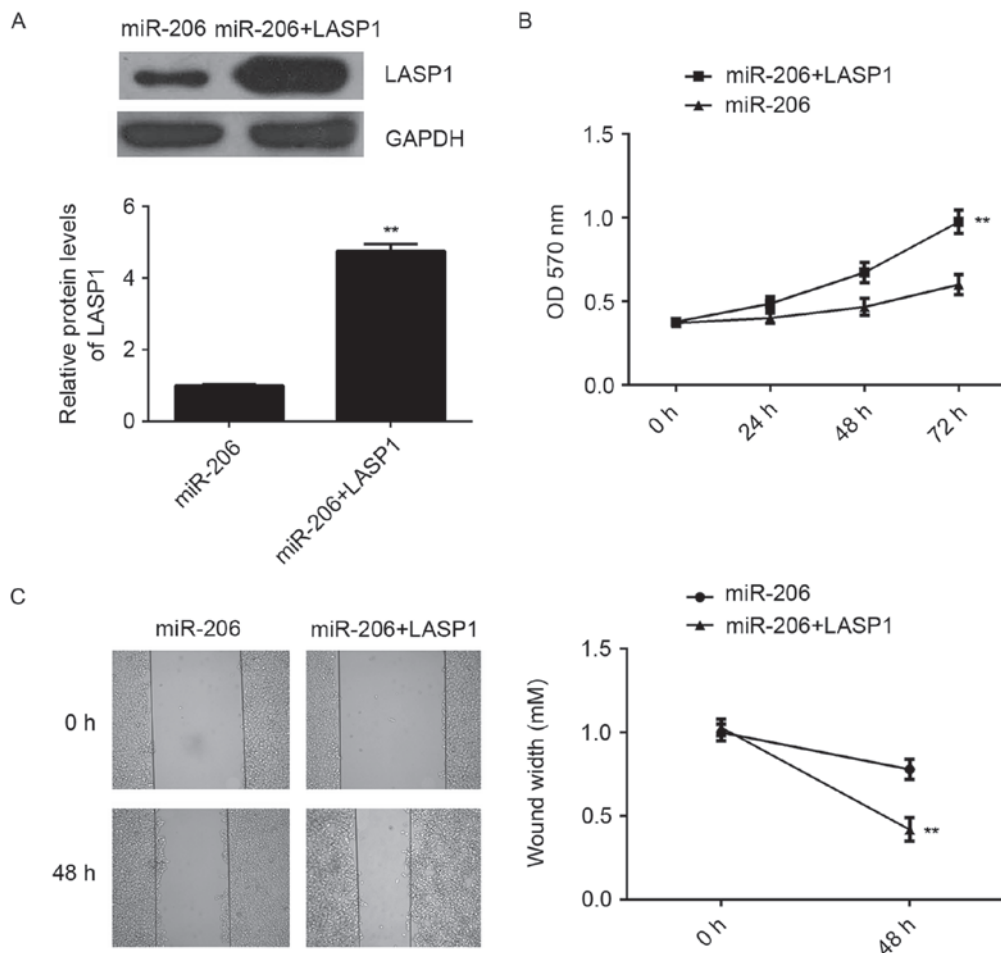 A
miR-206 miR-206+LASP1
LASP1
GAPDH
Relative protein levels
of LASP1
6
4
2
0
**
miR-206
miR-206+LASP1
B
miR-206+LASP1
miR-206
OD 570 nm
1.5
1.0
0.5
0.0
**
0 h
24 h
48 h
72 h
C
miR-206
miR-206+LASP1
0 h
48 h
miR-206
miR-206+LASP1
Wound width (mM)
1.5
1.0
0.5
0.0
**
0 h
48 h